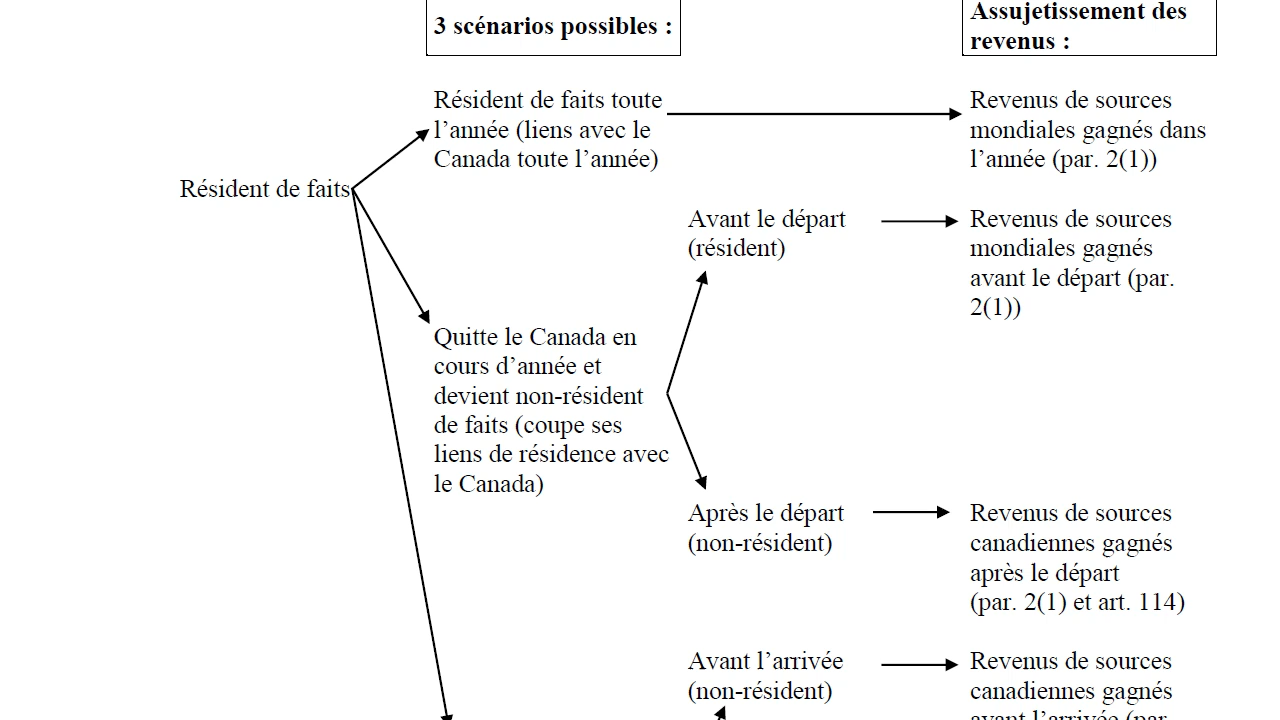 3 scénarios possibles :
Assujetissement des
revenus :
Résident de faits toute
l’année (liens avec le
Canada toute l’année)
Revenus de sources
mondiales gagnés dans
l’année (par. 2(1))
Résident de faits
Avant le départ
(résident)
Revenus de sources
mondiales gagnés
avant le départ (par.
2(1))
Quitte le Canada en
cours d’année et
devient non-résident
de faits (coupe ses
liens de résidence avec
le Canada)
Après le départ
(non-résident)
Revenus de sources
canadiennes gagnés
après le départ
(par. 2(1) et art. 114)
Avant l’arrivée
(non-résident)
Revenus de sources
canadiennes gagnés
avant l’arrivée (par.